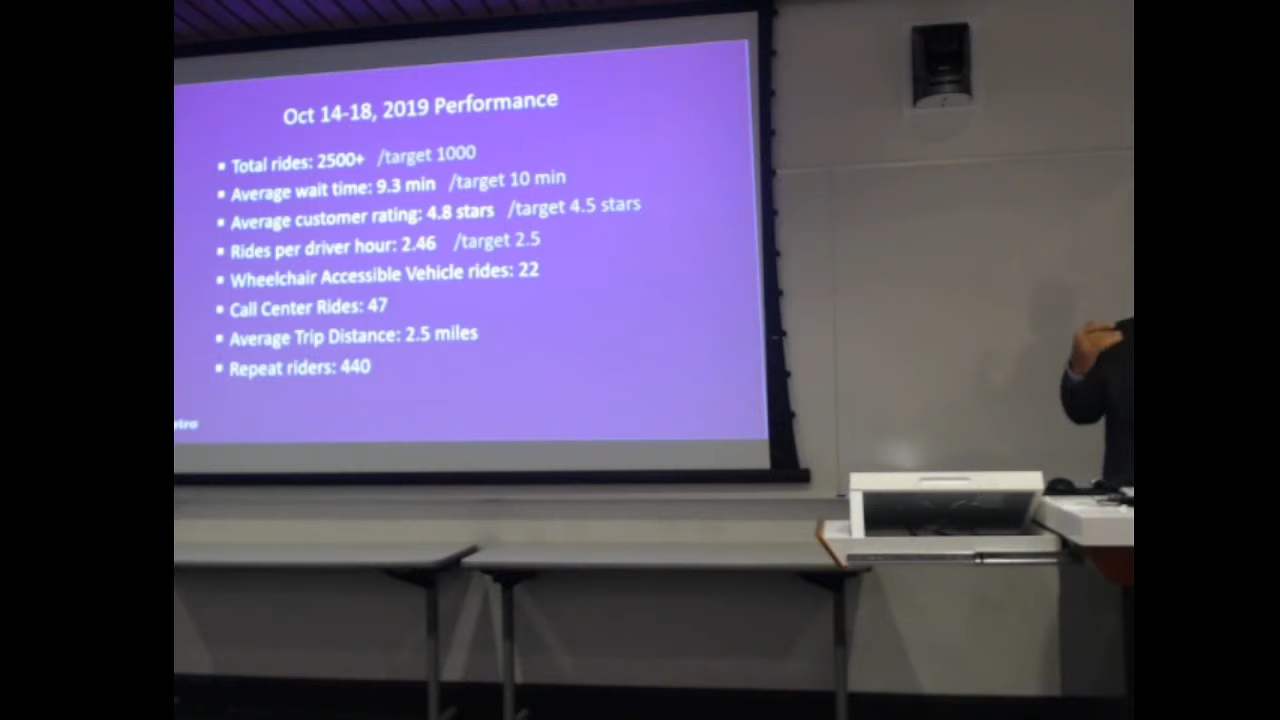 Oct 14-18, 2019 Performance
▪ Total rides: 2500+ /target 1000
▪ Average wait time: 9.3 min /target 10 min
▪ Average customer rating: 4.8 stars /target 4.5 stars
▪ Rides per driver hour: 2.46 /target 2.5
▪ Wheelchair Accessible Vehicle rides: 22
▪ Call Center Rides: 47
▪ Average Trip Distance: 2.5 miles
▪ Repeat riders: 440